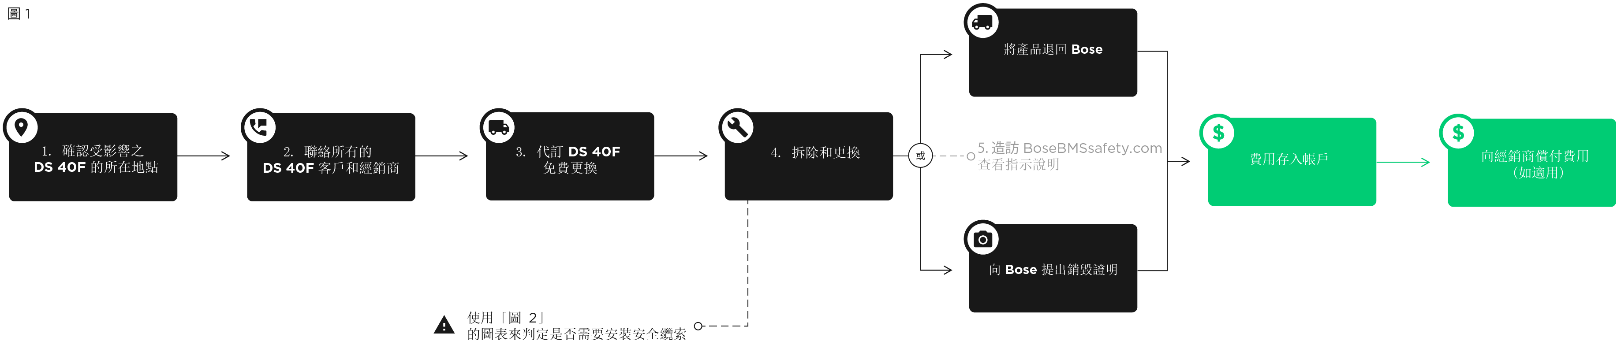 圖 1
1. 確認受影響之
DS 40F 的所在地點
2. 聯絡所有的
DS 40F 客戶和經銷商
3. 代訂 DS 40F
免費更換
4. 拆除和更換
或
將產品退回 Bose
5. 造訪 BoseBMSsafety.com
查看指示說明
向 Bose 提出銷毀證明
$
費用存入帳戶
$
向經銷商償付費用
（如適用）
使用「圖 2」
的圖表來判定是否需要安裝安全纜索